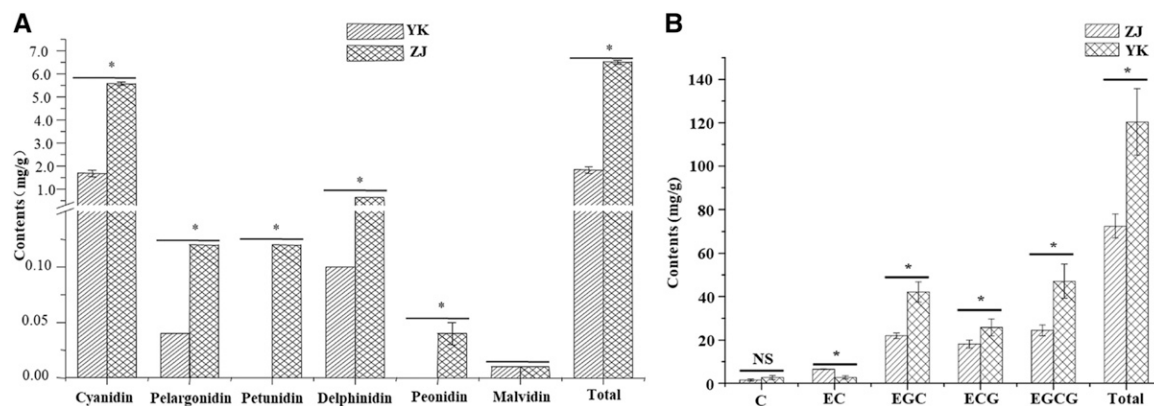 A
YK
ZJ
Contents (mg/g)
7.0
6.0
5.0
4.0
3.0
2.0
1.0
0.10
0.05
0.00
*
*
*
*
*
*
Cyanidin Pelargonidin Petunidin Delphinidin Peonidin Malvidin Total
B
ZJ
YK
Contents (mg/g)
140
120
100
80
60
40
20
0
NS
*
*
*
*
*
C EC EGC ECG EGCG Total